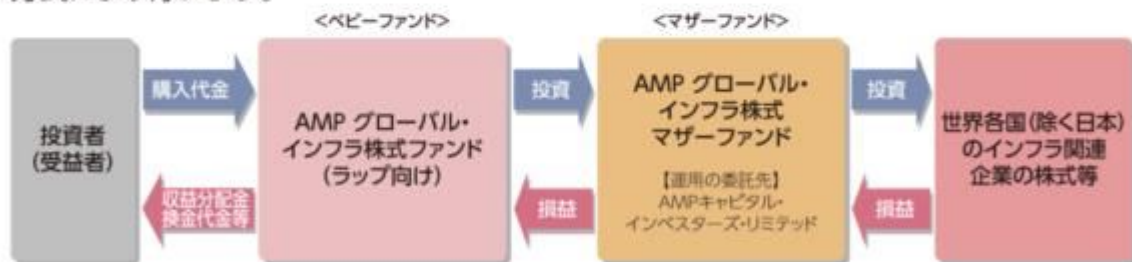 <ベビーファンド>
<マザーファンド>
投資者
(受益者)
購入代金
収益分配金
換金代金等
AMP グローバル・
インフラ株式ファンド
(ラップ向け)
投資
損益
AMP グローバル・
インフラ株式
マザーファンド
【運用の委託先】
AMPキャピタル・
インベスターズ・リミテッド
投資
損益
世界各国(除く日本)
のインフラ関連
企業の株式等